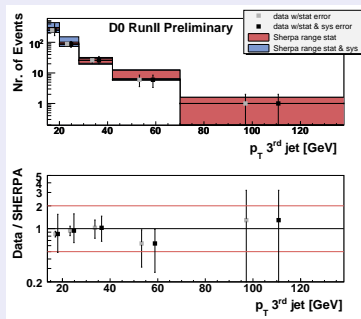 D0 RunII Preliminary
data w/stat error
data w/stat & sys error
Sherpa range stat
Sherpa range stat & sys
Nr. of Events
10²
10
1
20 40 60 80 100 120
p_T 3rd jet [GeV]
Data / SHERPA
5
4
3
2
1
0.2
20 40 60 80 100 120
p_T 3rd jet [GeV]